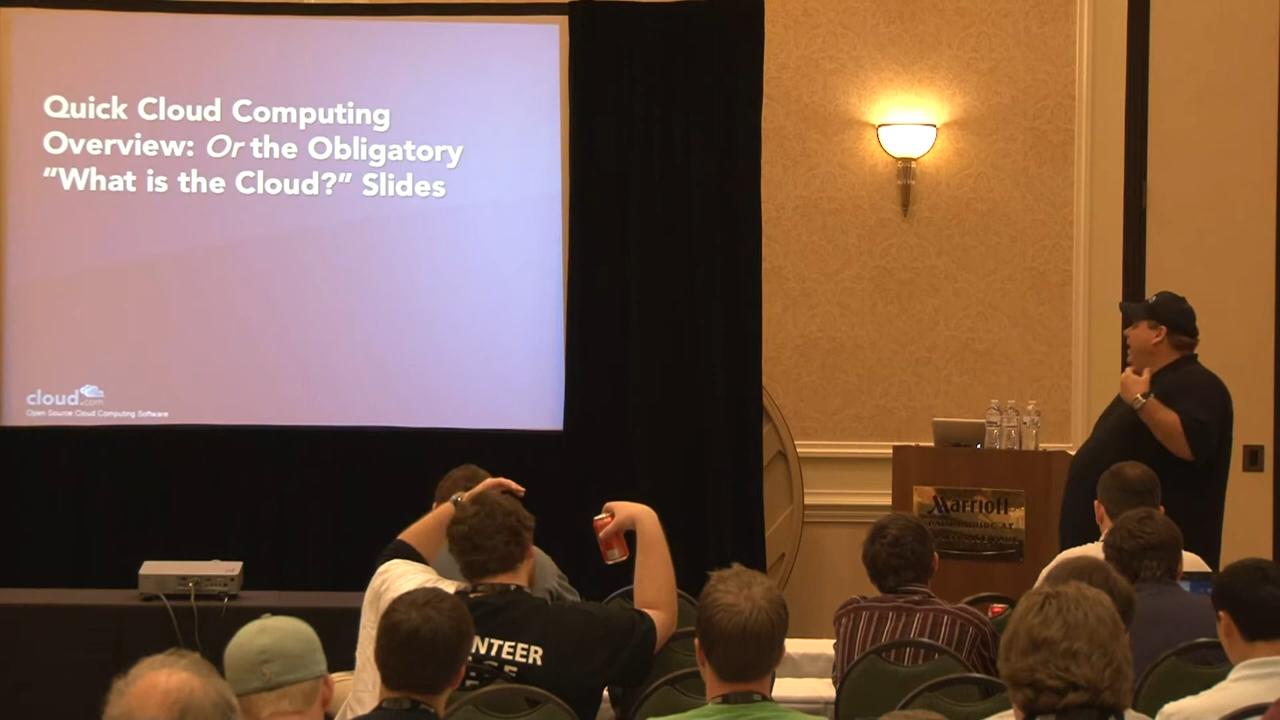 Quick Cloud Computing
Overview: Or the Obligatory
“What is the Cloud?” Slides
cloud.com
Open Source Cloud Computing Software
Marriott
NTEER